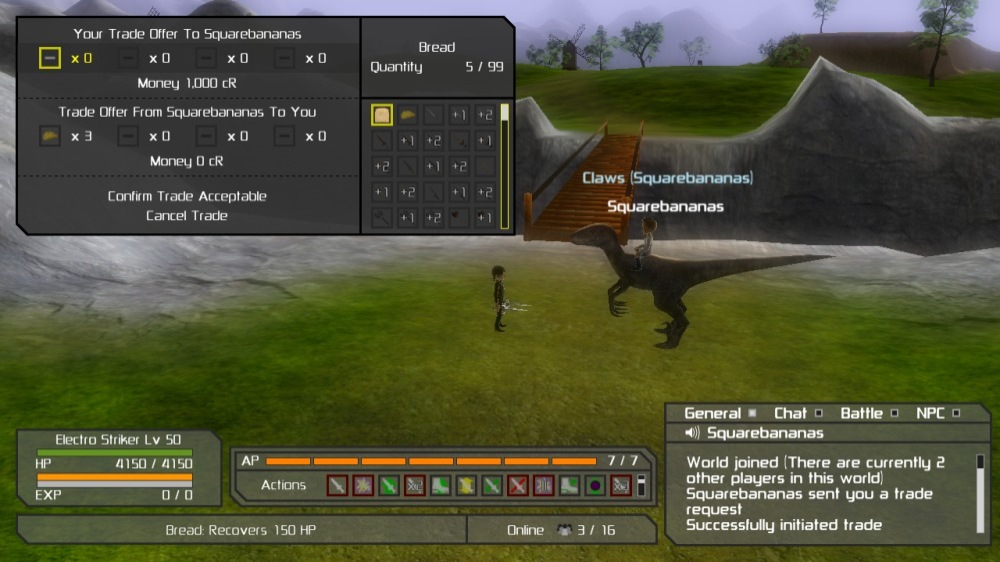 Your Trade Offer To Squarebananas
x 0 x 0 x 0 x 0
Money 1,000 cR
Trade Offer From Squarebananas To You
x 3 x 0 x 0 x 0
Money 0 cR
Confirm Trade Acceptable
Cancel Trade
Bread
Quantity 5 / 99
+1 +2
+1 +2 +1
+2 +1 +2
+1 +2 +1 +2
+1 +2 +1
Claws (Squarebananas)
Squarebananas
Electro Striker Lv 50
HP 4150 / 4150
EXP 0 / 0
AP 7 / 7
Actions
Bread: Recovers 150 HP
Online 3 / 16
General Chat Battle NPC
Squarebananas
World joined (There are currently 2
other players in this world)
Squarebananas sent you a trade
request
Successfully initiated trade